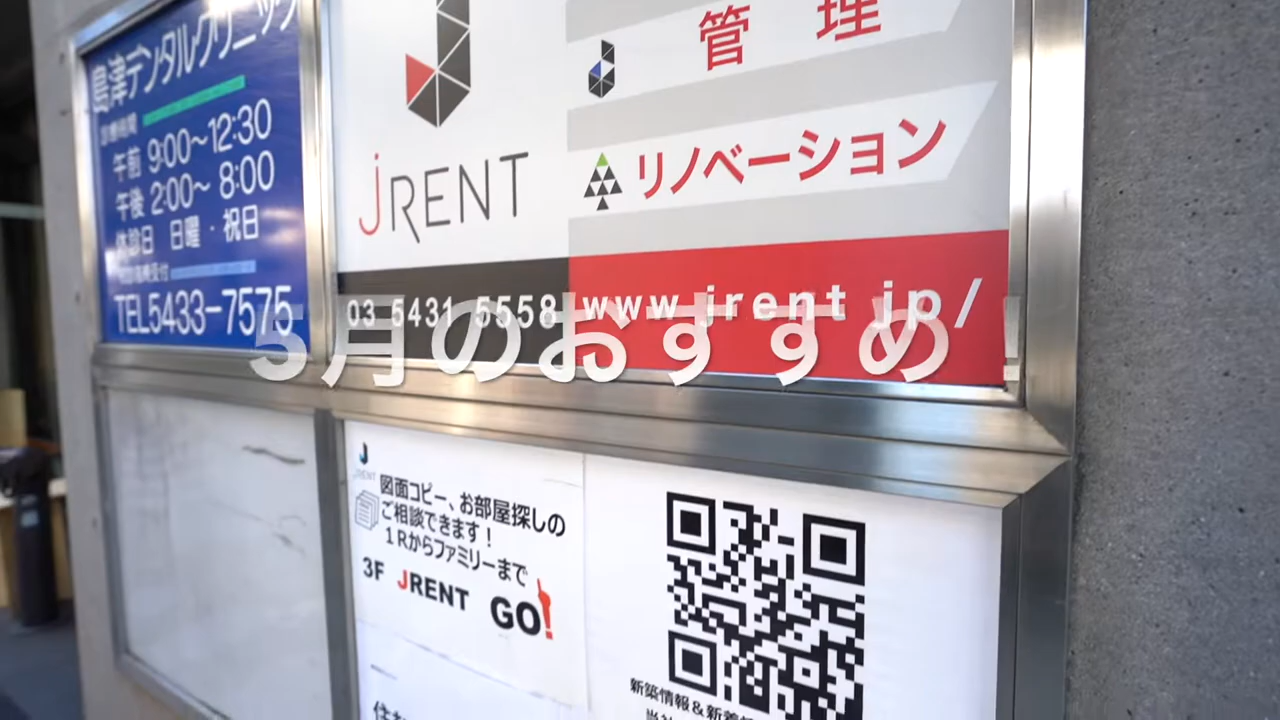 島津デンタルクリニック
診療時間
午前 9:00～12:30
午後 2:00～ 8:00
休診日 日曜・祝日
TEL5433-7575
JRENT
管理
リノベーション
03 5431 5558
www jrent jp/
5月のおすすめ
JRENT
図面コピー、お部屋探しの
ご相談できます！
1Rからファミリーまで
3F JRENT GO!
新築情報＆新着